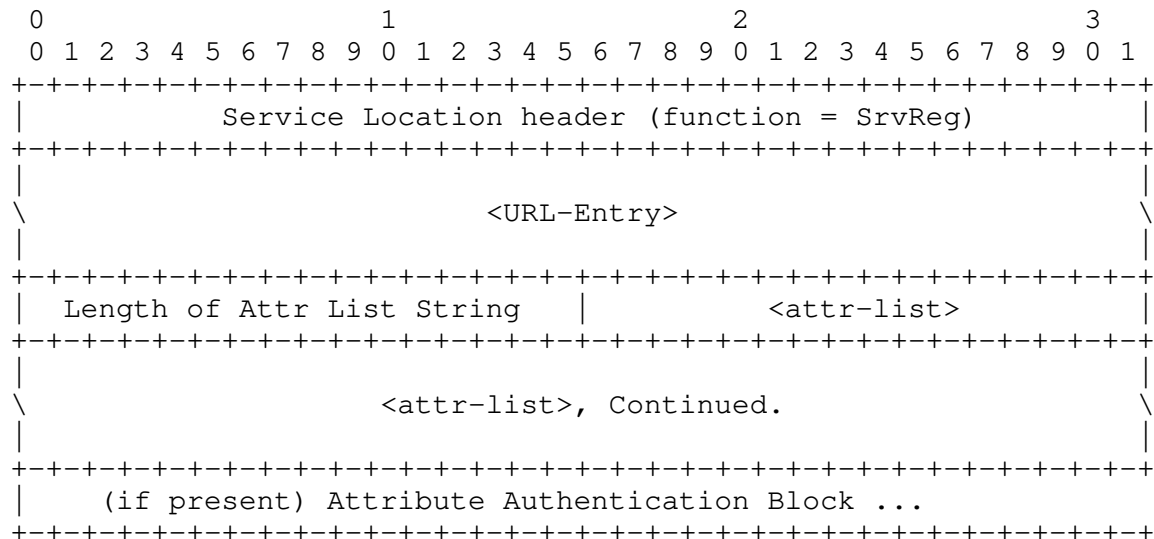 0                   1                   2                   3
 0 1 2 3 4 5 6 7 8 9 0 1 2 3 4 5 6 7 8 9 0 1 2 3 4 5 6 7 8 9 0 1
+-+-+-+-+-+-+-+-+-+-+-+-+-+-+-+-+-+-+-+-+-+-+-+-+-+-+-+-+-+-+-+-+
|           Service Location header (function = SrvReg)         |
+-+-+-+-+-+-+-+-+-+-+-+-+-+-+-+-+-+-+-+-+-+-+-+-+-+-+-+-+-+-+-+-+
|                                                               |
\                          <URL-Entry>                          \
|                                                               |
+-+-+-+-+-+-+-+-+-+-+-+-+-+-+-+-+-+-+-+-+-+-+-+-+-+-+-+-+-+-+-+-+
|  Length of Attr List String   |          <attr-list>          |
+-+-+-+-+-+-+-+-+-+-+-+-+-+-+-+-+-+-+-+-+-+-+-+-+-+-+-+-+-+-+-+-+
|                                                               |
\                    <attr-list>, Continued.                    \
|                                                               |
+-+-+-+-+-+-+-+-+-+-+-+-+-+-+-+-+-+-+-+-+-+-+-+-+-+-+-+-+-+-+-+-+
|    (if present) Attribute Authentication Block ...
+-+-+-+-+-+-+-+-+-+-+-+-+-+-+-+-+-+-+-+-+-+-+-+-+-+-+-+-+-+-+-+-+